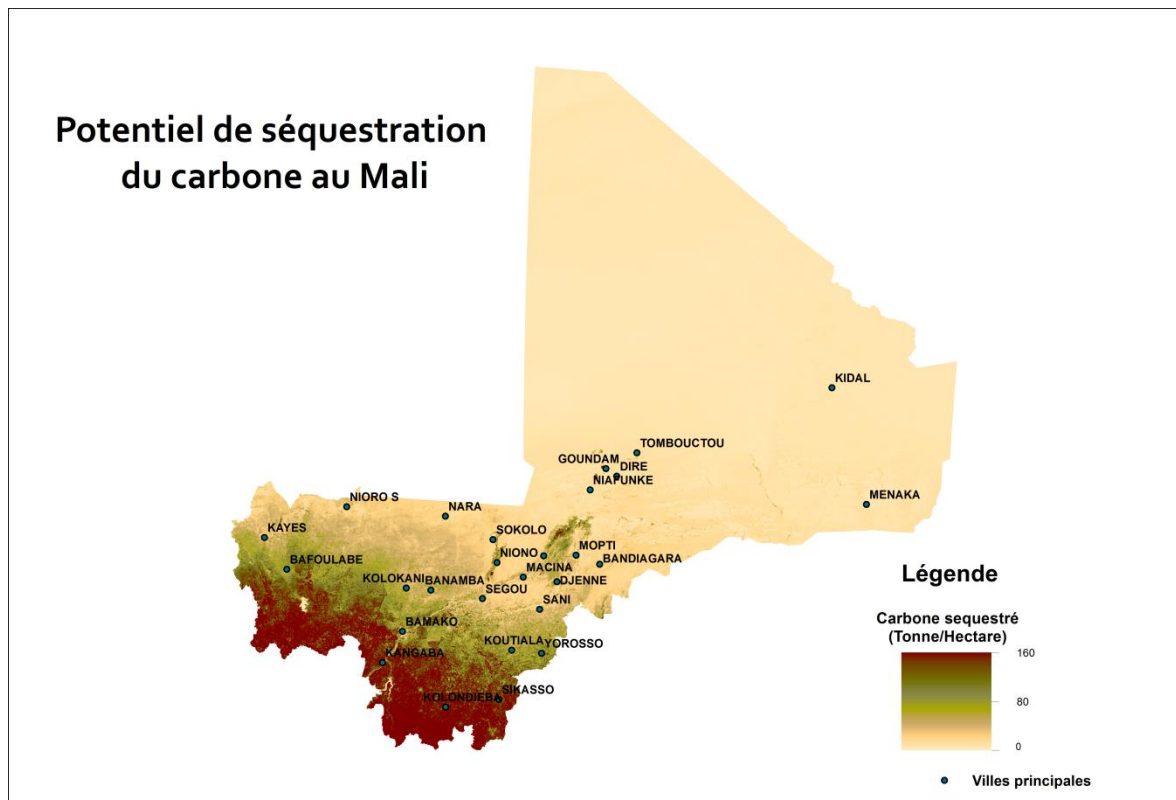 Potentiel de séquestration
du carbone au Mali
KIDAL
TOMBOUCTOU
GOUNDAM
DIRE
NIAFUNKE
MENAKA
NIORO S
NARA
KAYES
SOKOLO
BAFOULABE
NIONO
MOPTI
BANDIAGARA
MACINA
KOLOKANI
BANAMBA
DJENNE
SEGOU
SANI
BAMAKO
KOUTIALA
YOROSSO
KANGABA
SIKASSO
KOLONDIEBA
Légende
Carbone sequestré
(Tonne/Hectare)
160
80
0
Villes principales